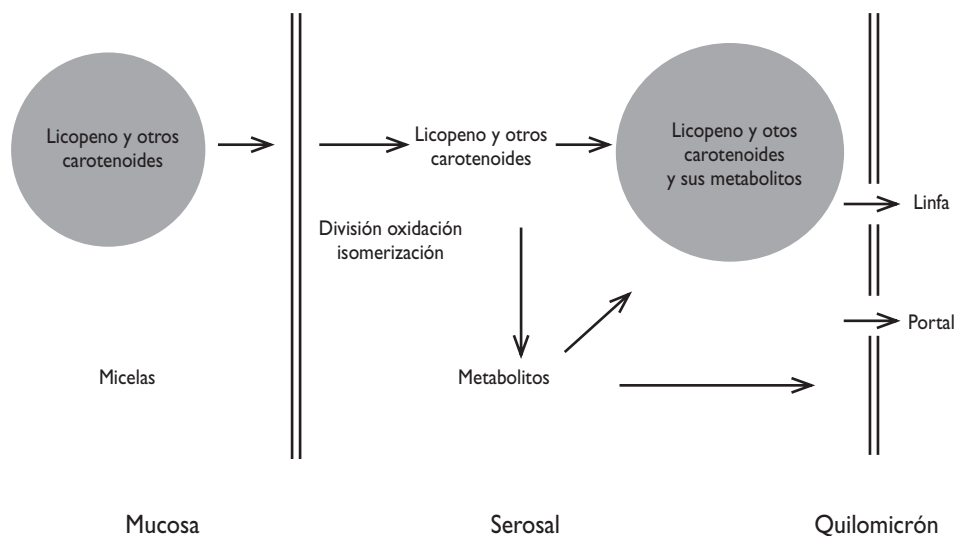 Licopeno y otros
carotenoides
Licopeno y otros
carotenoides
Licopeno y otos
carotenoides
y sus metabolitos
Linfa
División oxidación
isomerización
Portal
Micelas
Metabolitos
Mucosa
Serosal
Quilomicrón